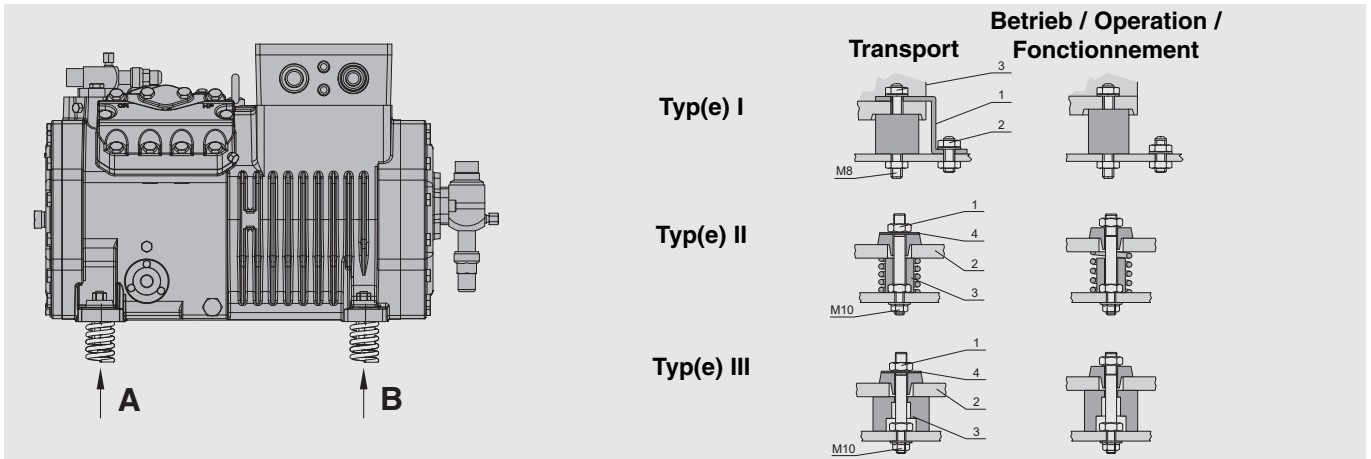 Betrieb / Operation /
Transport
Fonctionnement
Typ(e) I
3
1
2
M8
Typ(e) II
1
4
2
3
M10
Typ(e) III
1
4
2
3
M10
A
B